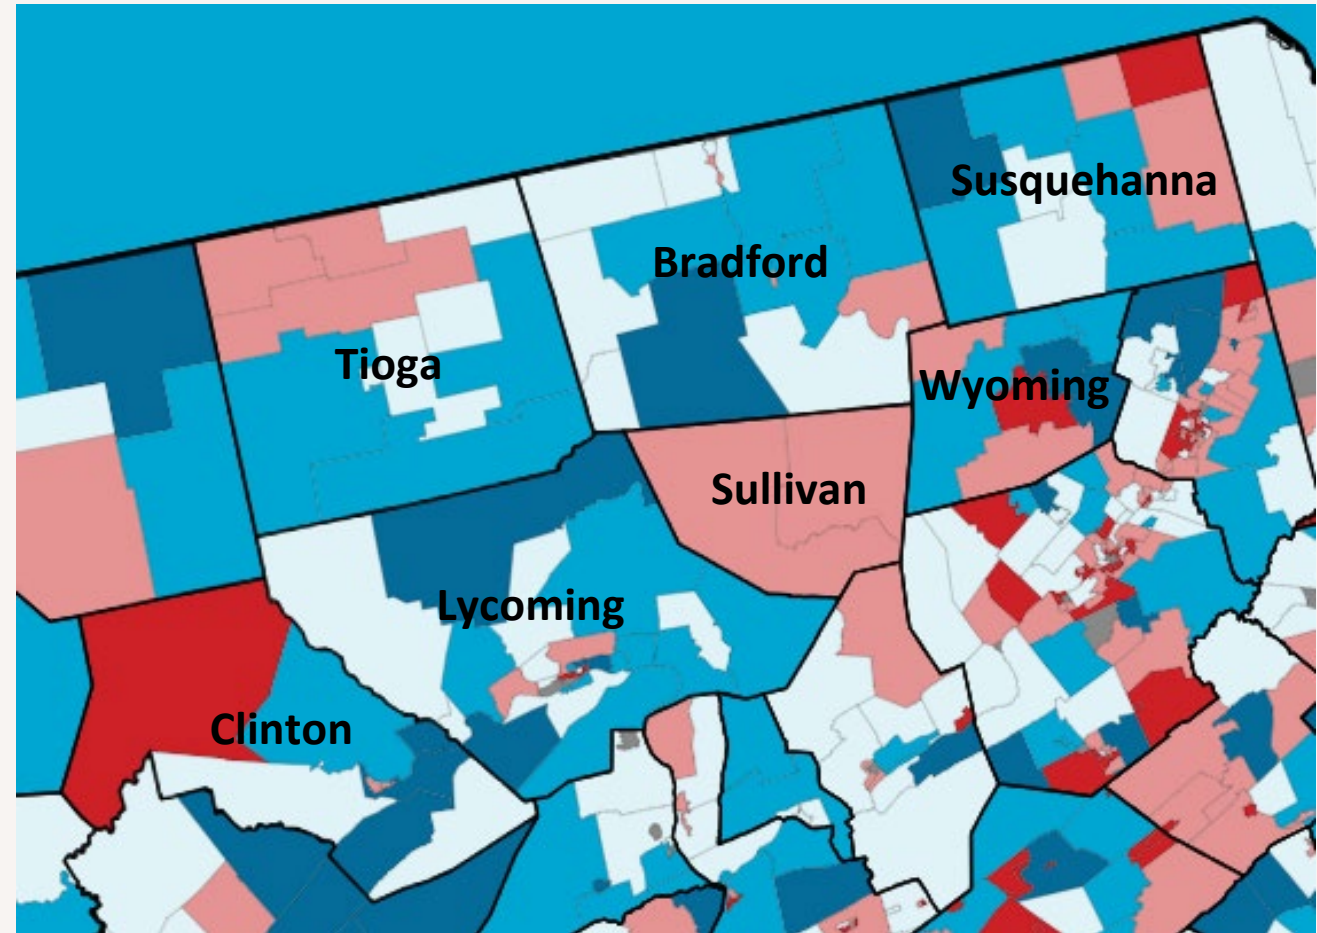 Susquehanna
Bradford
Tioga
Wyoming
Sullivan
Lycoming
Clinton